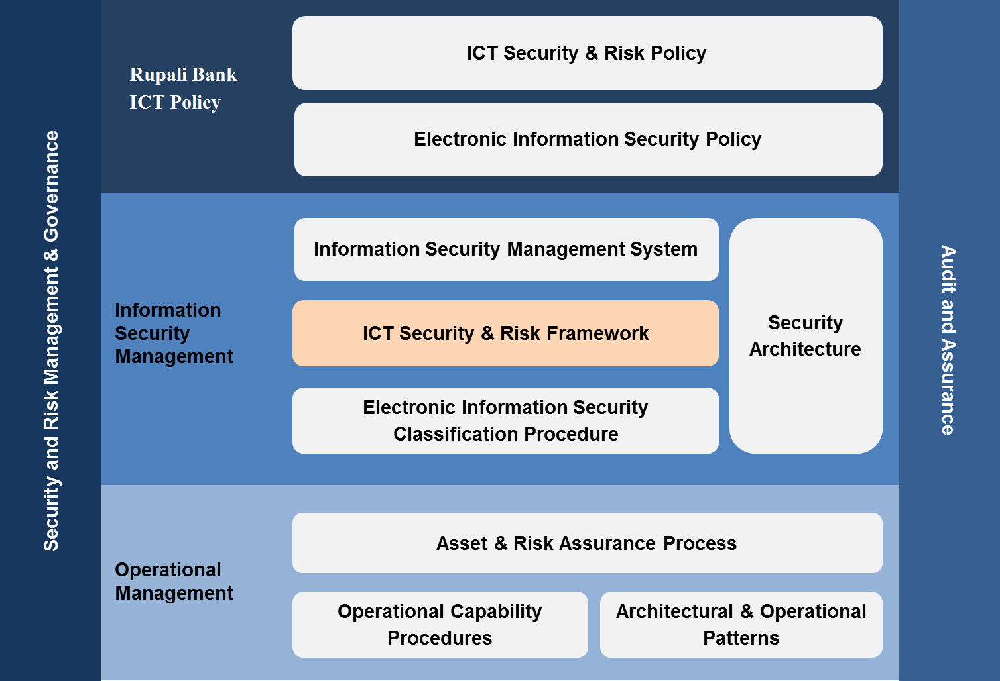 Security and Risk Management & Governance
Rupali Bank
ICT Policy
ICT Security & Risk Policy
Electronic Information Security Policy
Information
Security
Management
Information Security Management System
ICT Security & Risk Framework
Electronic Information Security
Classification Procedure
Security
Architecture
Operational
Management
Asset & Risk Assurance Process
Operational Capability
Procedures
Architectural & Operational
Patterns
Audit and Assurance